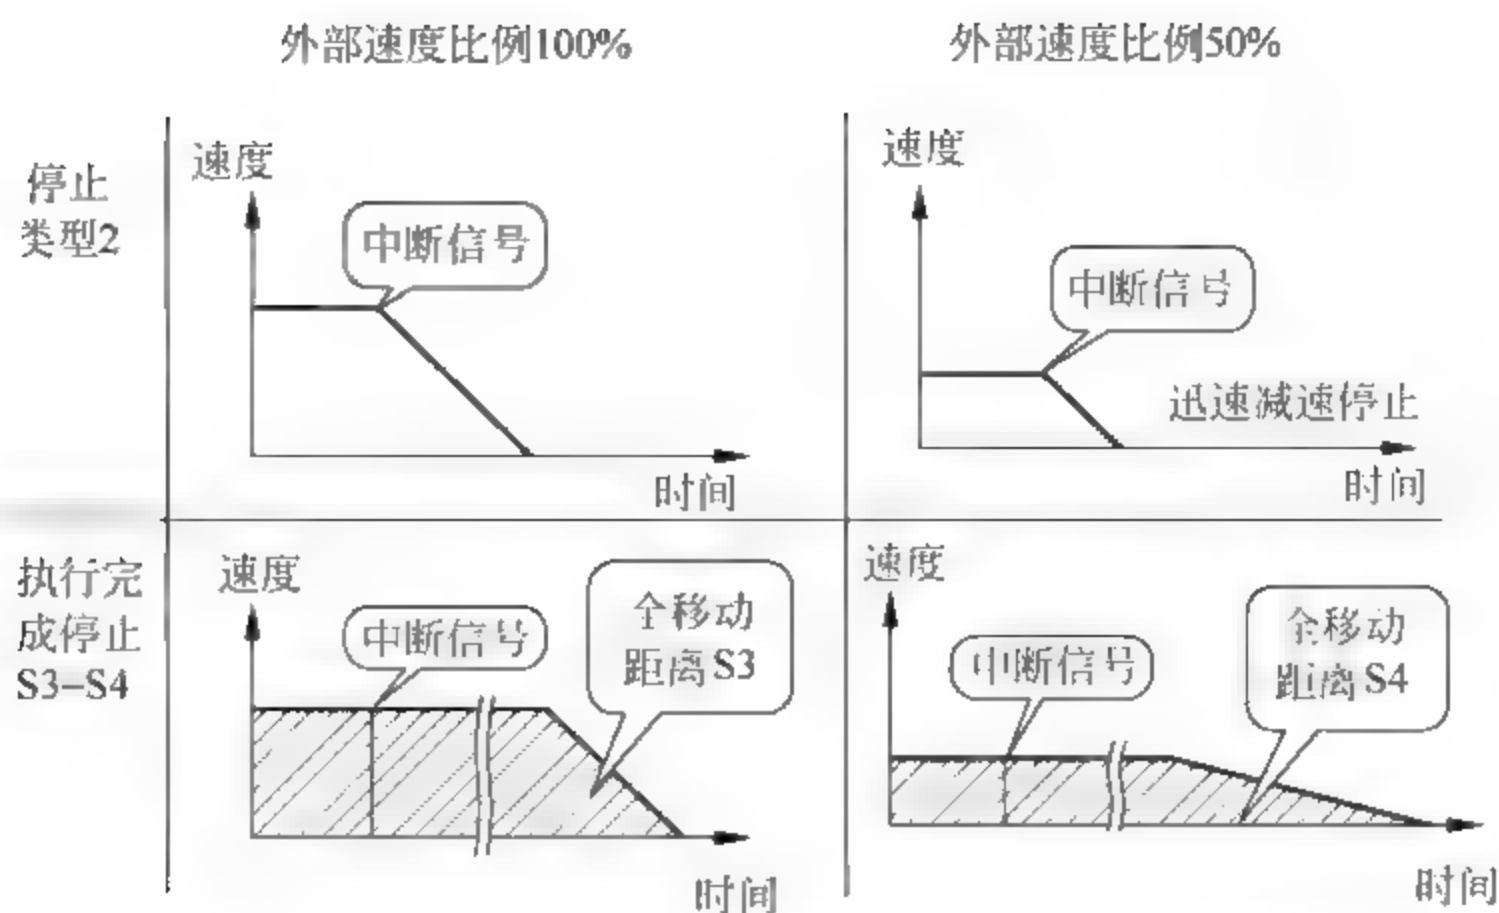 外部速度比例100%
外部速度比例50%
停止
类型2
速度
中断信号
时间
速度
中断信号
迅速减速停止
时间
执行完
成停止
S3-S4
速度
中断信号
全移动
距离S3
时间
速度
中断信号
全移动
距离S4
时间